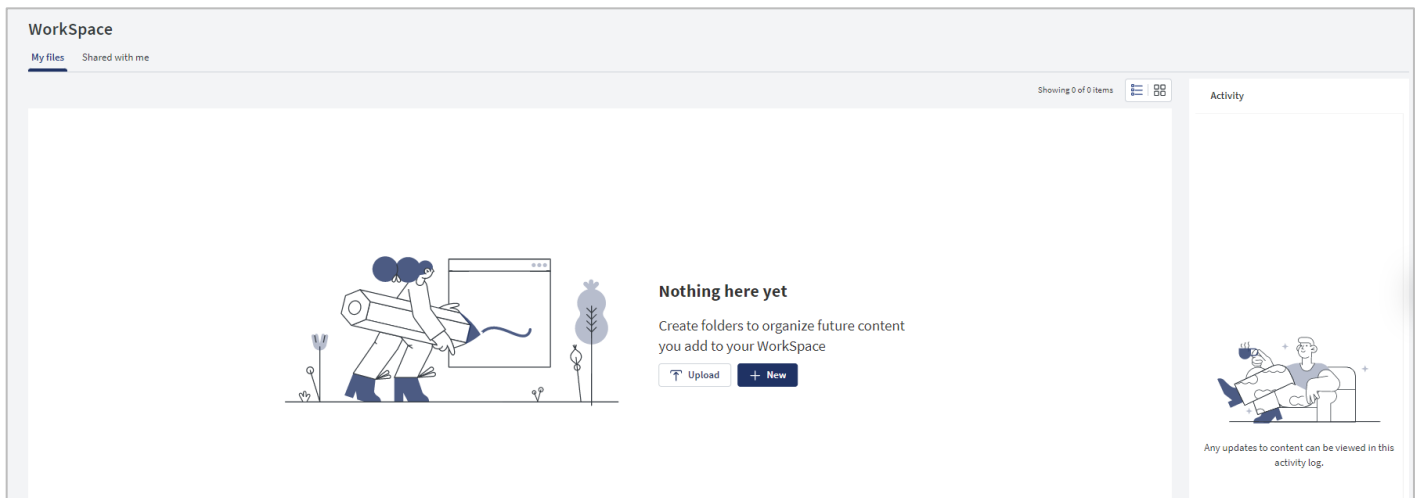 WorkSpace
My files Shared with me
Showing 0 of 0 items
Activity
Nothing here yet
Create folders to organize future content
you add to your WorkSpace
Upload + New
Any updates to content can be viewed in this
activity log.